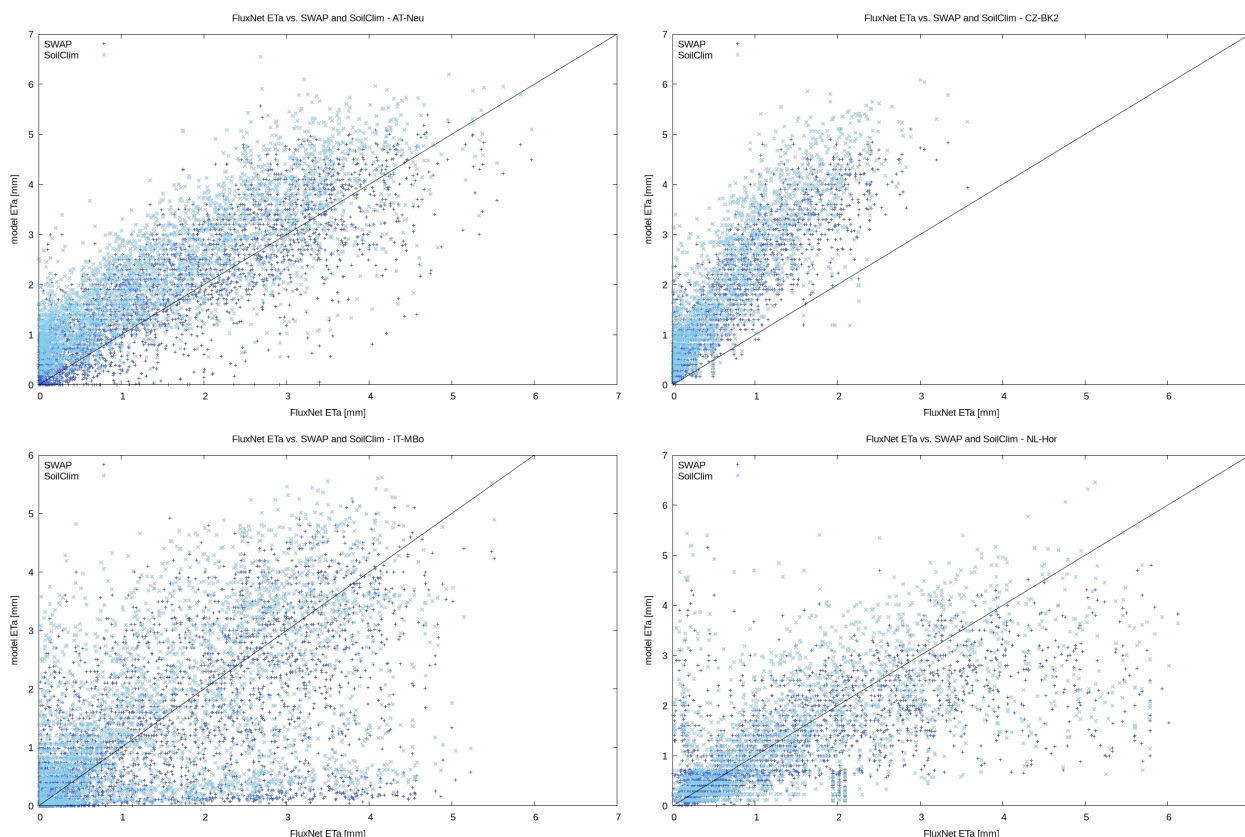 FluxNet ETa vs. SWAP and SoilClim - AT-Neu
7
6
5
4
3
2
1
0
model ETa [mm]
SWAP
SoilClim
0 1 2 3 4 5 6 7
FluxNet ETa [mm]
FluxNet ETa vs. SWAP and SoilClim - CZ-BK2
7
6
5
4
3
2
1
0
model ETa [mm]
SWAP
SoilClim
0 1 2 3 4 5 6
FluxNet ETa [mm]
FluxNet ETa vs. SWAP and SoilClim - IT-MBo
6
5
4
3
2
1
0
model ETa [mm]
SWAP
SoilClim
0 1 2 3 4 5 6 7
FluxNet ETa [mm]
FluxNet ETa vs. SWAP and SoilClim - NL-Hor
7
6
5
4
3
2
1
0
model ETa [mm]
SWAP
SoilClim
0 1 2 3 4 5 6
FluxNet ETa [mm]